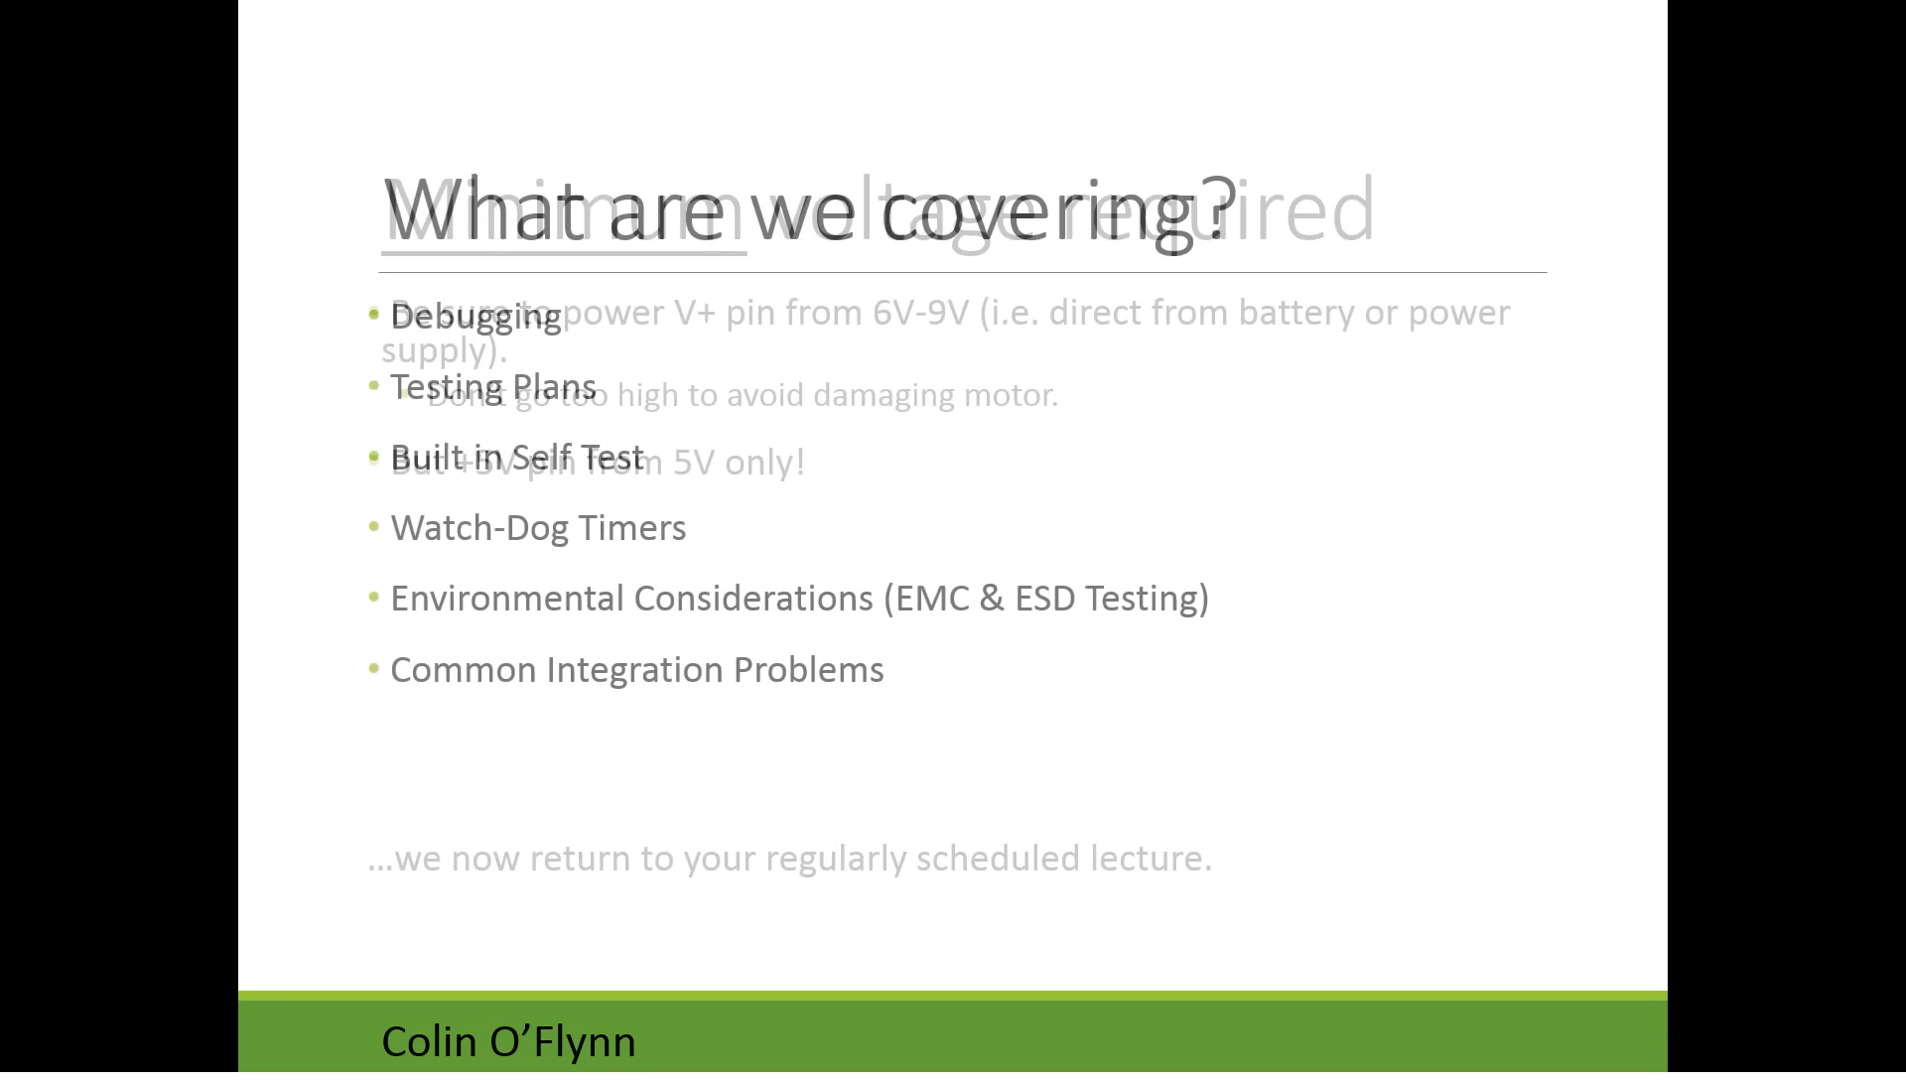 What are we covering?
Minimum voltage required
• Debugging
• Be sure to power V+ pin from 6V-9V (i.e. direct from battery or power
supply).
• Testing Plans
• Don't go too high to avoid damaging motor.
• Built in Self Test
• But +5V pin from 5V only!
• Watch-Dog Timers
• Environmental Considerations (EMC & ESD Testing)
• Common Integration Problems
…we now return to your regularly scheduled lecture.
Colin O’Flynn